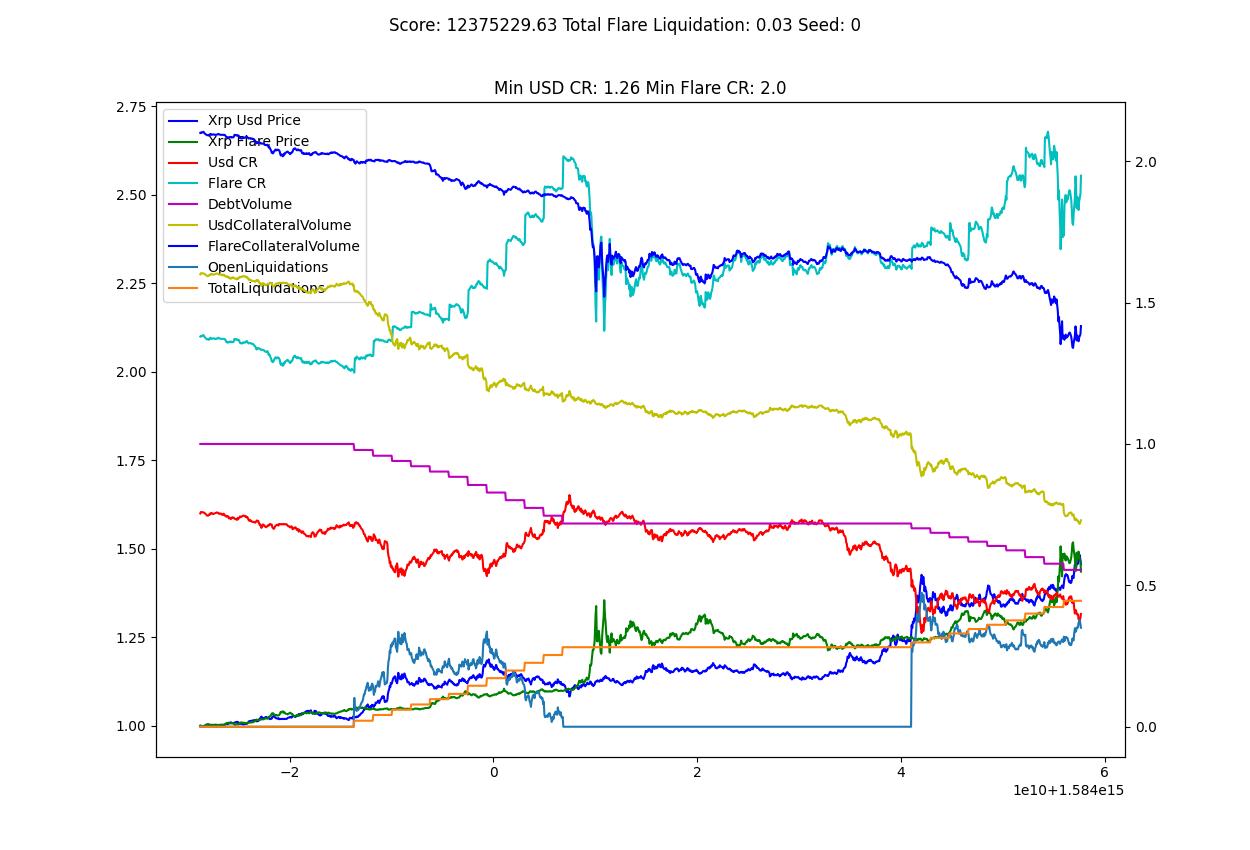 Score: 12375229.63 Total Flare Liquidation: 0.03 Seed: 0
Min USD CR: 1.26 Min Flare CR: 2.0
Xrp Usd Price
Xrp Flare Price
Usd CR
Flare CR
DebtVolume
UsdCollateralVolume
FlareCollateralVolume
OpenLiquidations
TotalLiquidations
2.75
2.50
2.25
2.00
1.75
1.50
1.25
1.00
2.0
1.5
1.0
0.5
0.0
−2 0 2 4 6
1e10+1.584e15